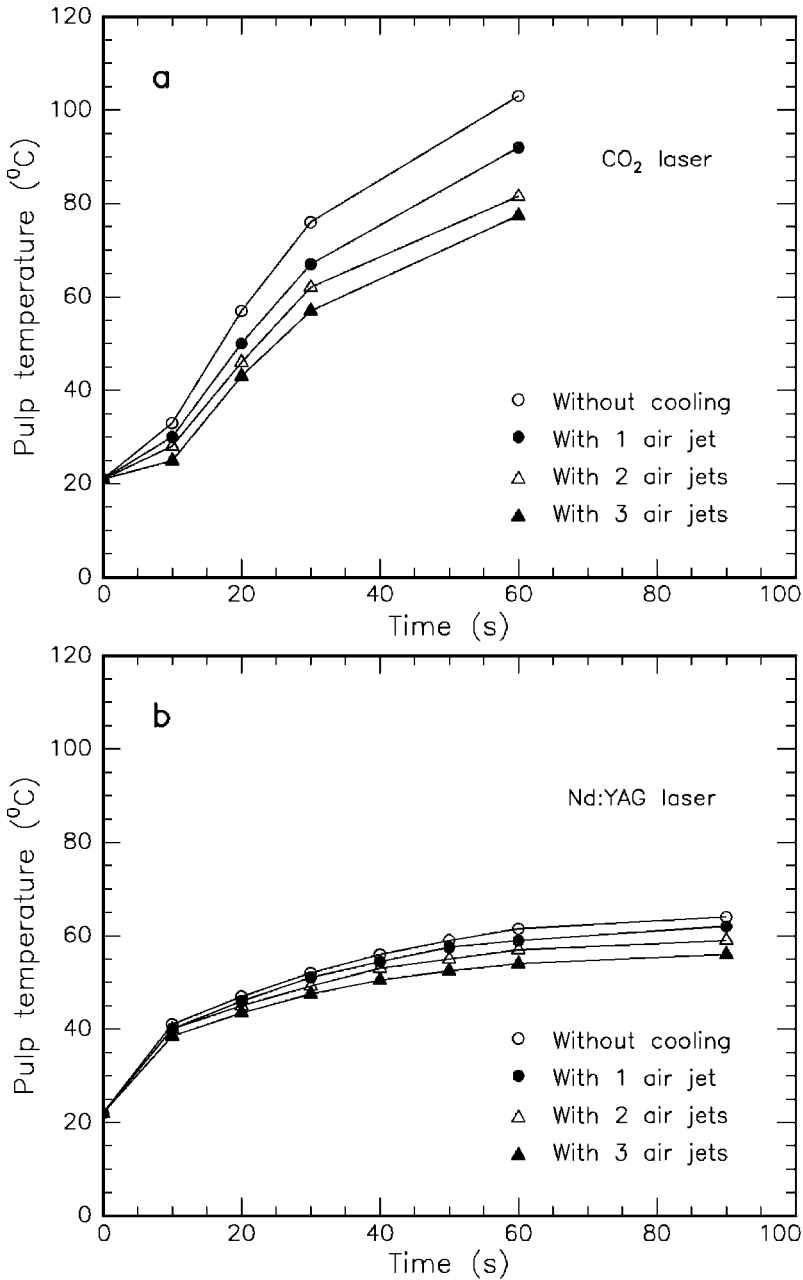 120
a
100
CO₂ laser
80
Pulp temperature (⁰C)
60
40
Without cooling
With 1 air jet
20
With 2 air jets
With 3 air jets
0
0 20 40 60 80 100
Time (s)
120
b
100
Nd:YAG laser
80
Pulp temperature (⁰C)
60
40
Without cooling
With 1 air jet
20
With 2 air jets
With 3 air jets
0
0 20 40 60 80 100
Time (s)